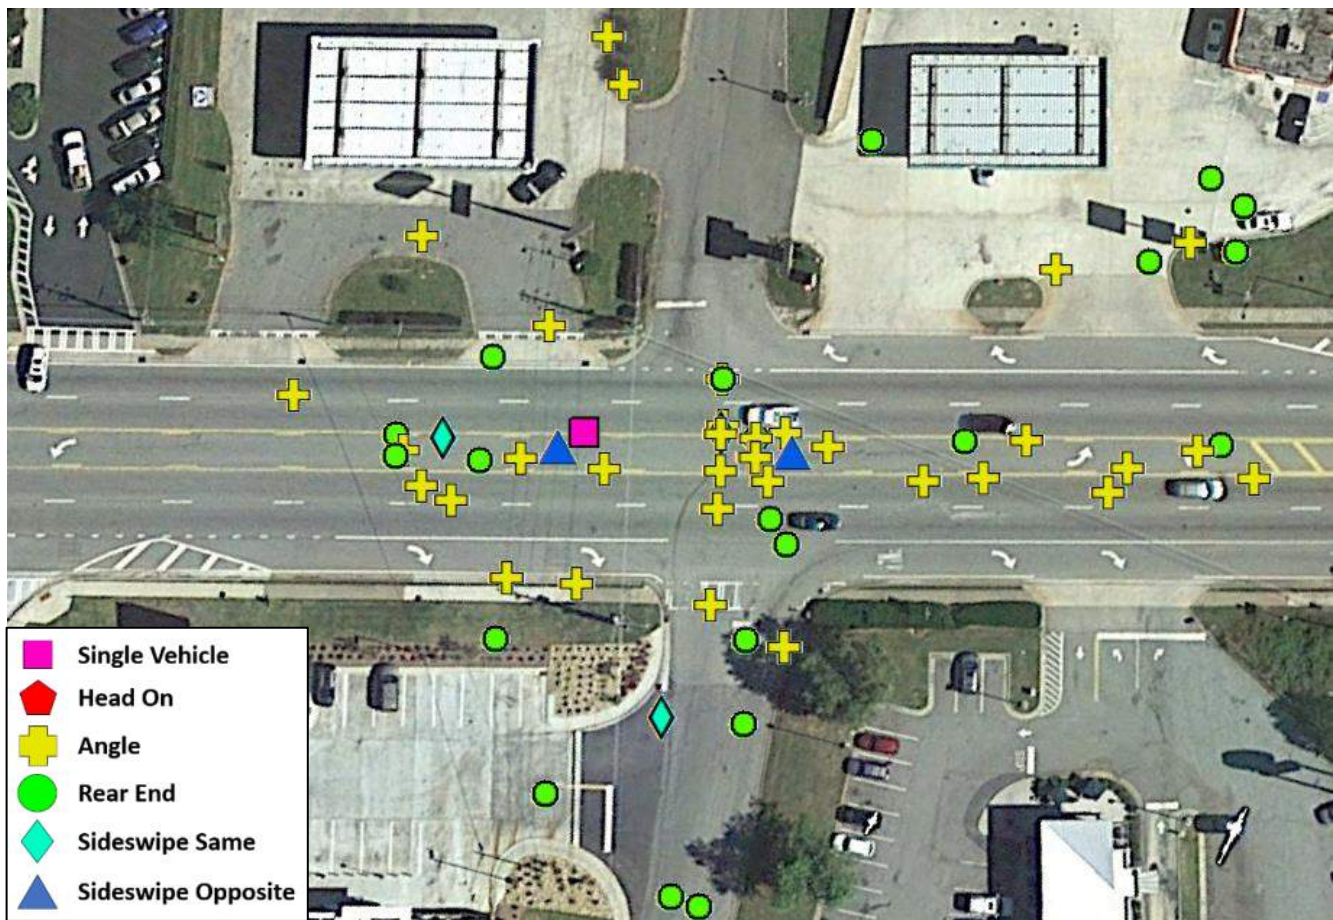 Single Vehicle
Head On
Angle
Rear End
Sideswipe Same
Sideswipe Opposite